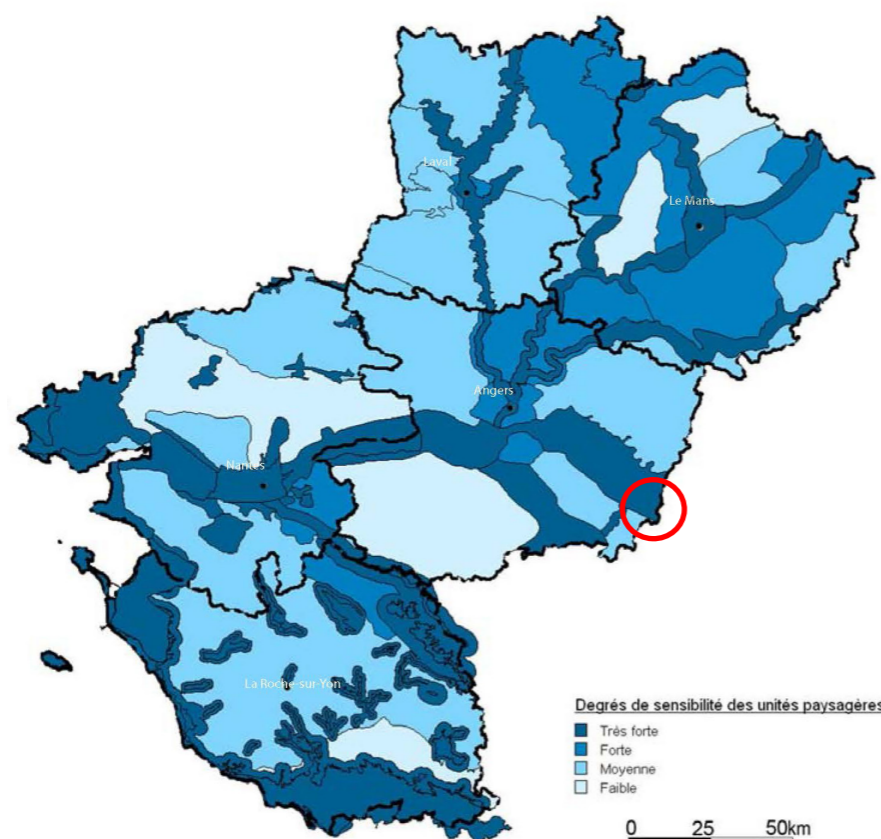 Laval
Le Mans
Angers
Nantes
La Roche-sur-Yon
Degrés de sensibilité des unités paysagères
Très forte
Forte
Moyenne
Faible
0 25 50km